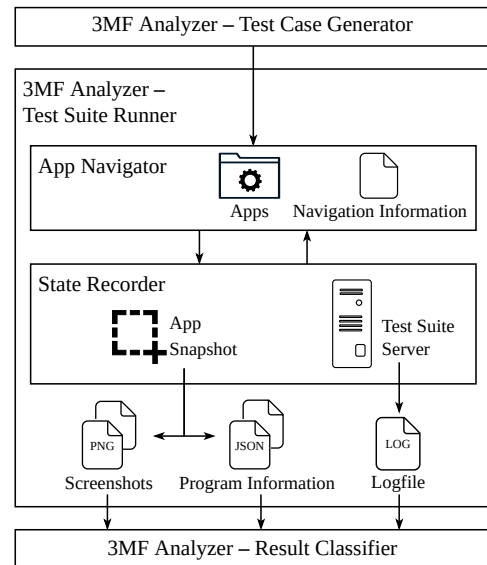 3MF Analyzer – Test Case Generator
3MF Analyzer –
Test Suite Runner
App Navigator
Apps
Navigation Information
State Recorder
App
Snapshot
Test Suite
Server
PNG
JSON
LOG
Screenshots
Program Information
Logfile
3MF Analyzer – Result Classifier